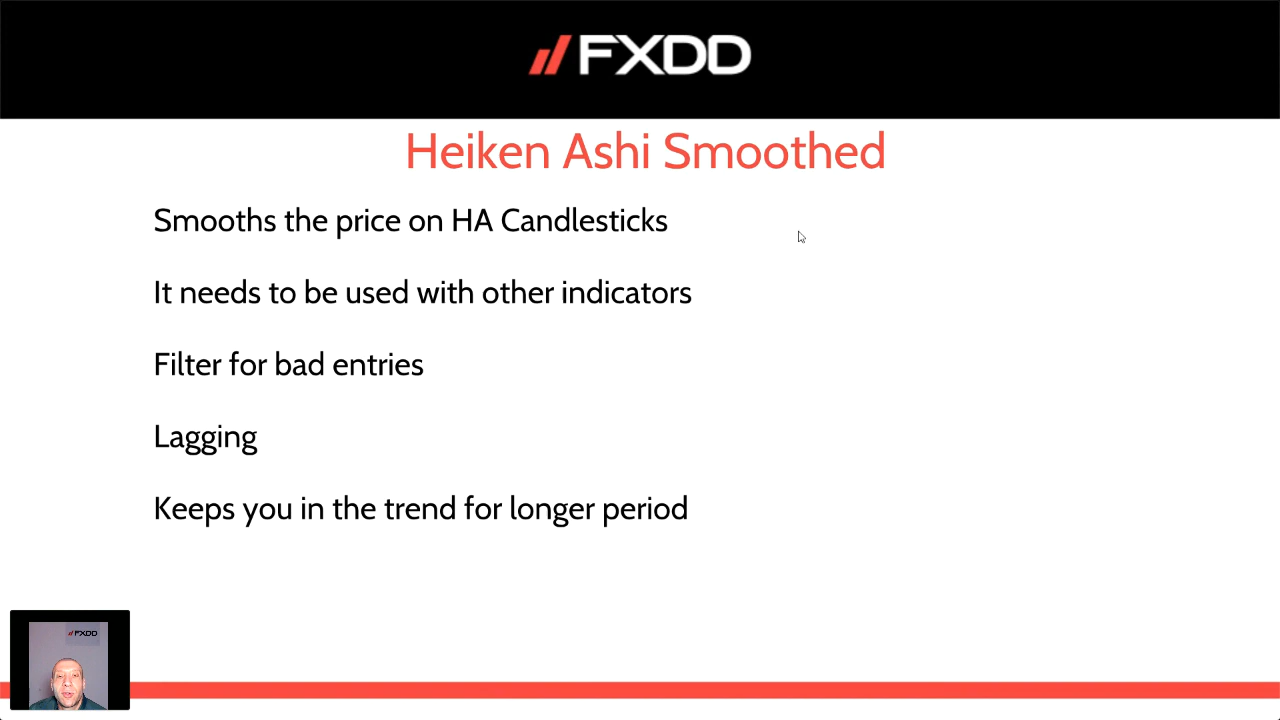 FXDD
Heiken Ashi Smoothed
Smooths the price on HA Candlesticks
It needs to be used with other indicators
Filter for bad entries
Lagging
Keeps you in the trend for longer period
FXDD